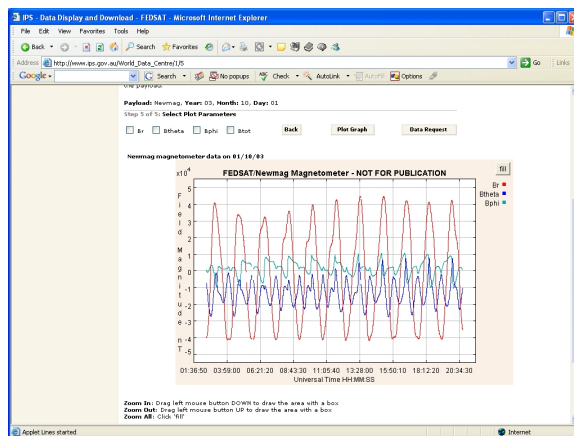 IPS - Data Display and Download - FEDSAT - Microsoft Internet Explorer
File Edit View Favorites Tools Help
Back Search Favorites
Address http://www.ips.gov.au/World_Data_Centre/1/5 Go Links
Google Search No popups Check AutoLink AutoFill Options
the payload.
Payload: Newmag, Year: 03, Month: 10, Day: 01
Step 5 of 5: Select Plot Parameters
Br Btheta Bphi Btot Back Plot Graph Data Request
Newmag magnetometer data on 01/10/03
x10^4 FEDSAT/Newmag Magnetometer - NOT FOR PUBLICATION fill
Br
Btheta
Bphi
Field Magnitude nT
5
4
3
2
1
0
-1
-2
-3
-4
-5
01:36:50 03:59:00 06:21:20 08:43:30 11:05:40 13:28:00 15:50:10 18:12:20 20:34:30
Universal Time HH:MM:SS
Zoom In: Drag left mouse button DOWN to draw the area with a box
Zoom Out: Drag left mouse button UP to draw the area with a box
Zoom All: Click 'fill'
Applet Lines started Internet